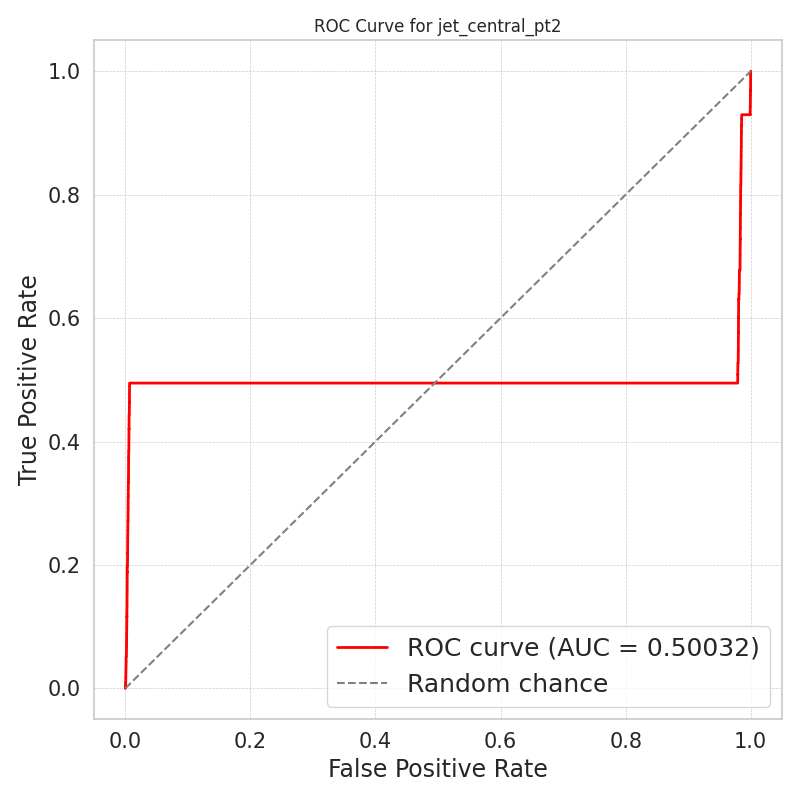 ROC Curve for jet_central_pt2
1.0
0.8
0.6
0.4
0.2
0.0
True Positive Rate
ROC curve (AUC = 0.50032)
Random chance
0.0 0.2 0.4 0.6 0.8 1.0
False Positive Rate